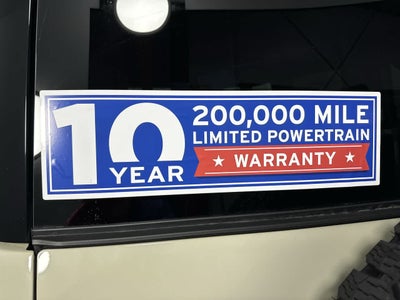 10 YEAR
200,000 MILE
LIMITED POWERTRAIN
★ WARRANTY ★